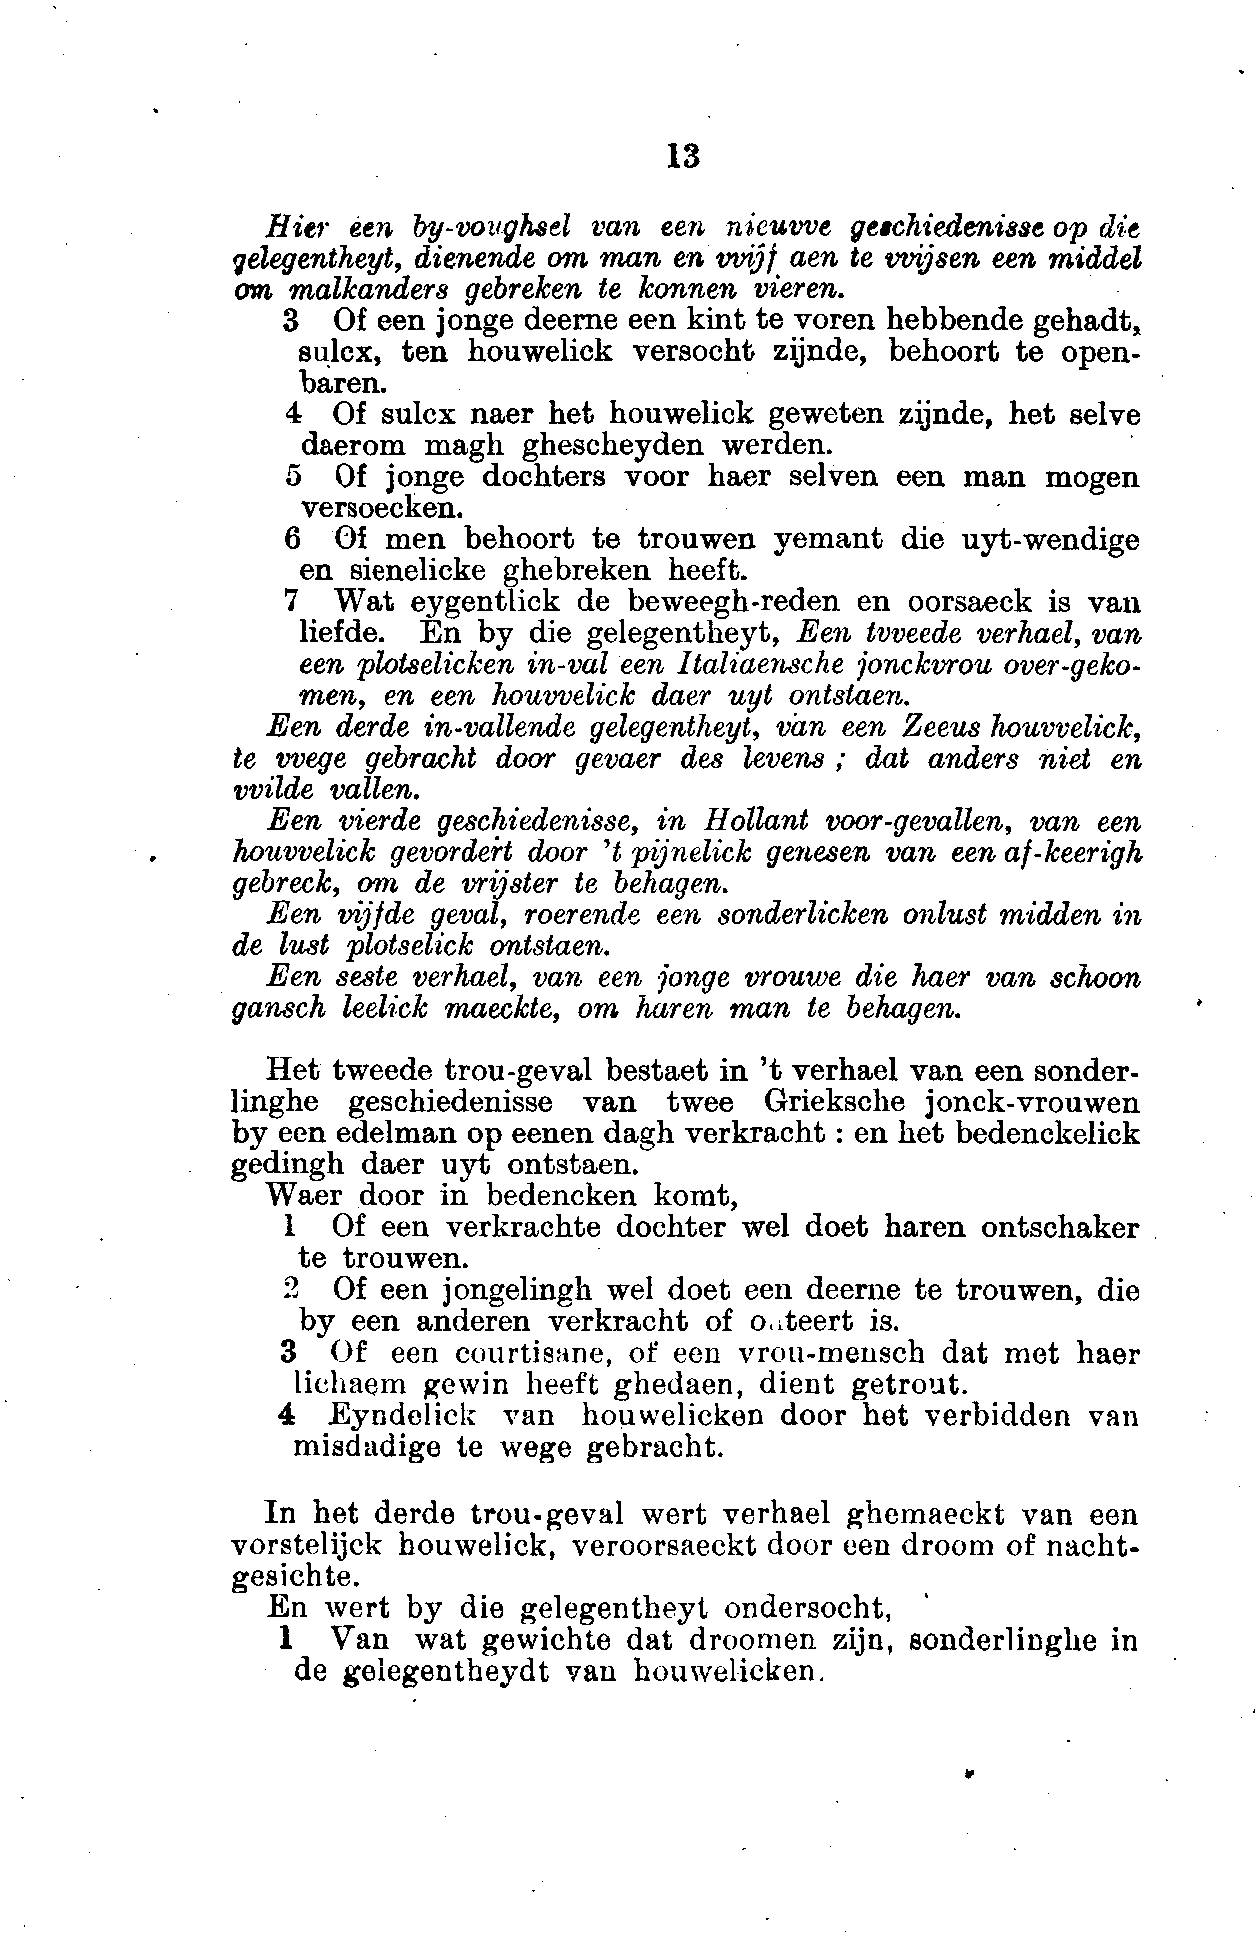 13
Hier een by-voughsel van een nieuvve geschiedenisse op die
gelegentheyt, dienende om man en vvijf aen te vvijsen een middel
om malkanders gebreken te konnen vieren.
3 Of een jonge deerne een kint te voren hebbende gehadt,
sulcx, ten houwelick versocht zijnde, behoort te open-
baren.
4 Of sulcx naer het houwelick geweten zijnde, het selve
daerom magh ghescheyden werden.
5 Of jonge dochters voor haer selven een man mogen
versoecken.
6 Of men behoort te trouwen yemant die uyt-wendige
en sienelicke ghebreken heeft.
7 Wat eygentlick de beweegh-reden en oorsaeck is van
liefde. En by die gelegentheyt, Een tvveede verhael, van
een plotselicken in-val een Italiaensche jonckvrou over-geko-
men, en een houvvelick daer uyt ontstaen.
Een derde in-vallende gelegentheyt, van een Zeeus houvvelick,
te vvege gebracht door gevaer des levens ; dat anders niet en
vvilde vallen.
Een vierde geschiedenisse, in Hollant voor-gevallen, van een
houvvelick gevordert door 't pijnelick genesen van een af-keerigh
gebreck, om de vrijster te behagen.
Een vijfde geval, roerende een sonderlicken onlust midden in
de lust plotselick ontstaen.
Een seste verhael, van een jonge vrouwe die haer van schoon
gansch leelick maeckte, om haren man te behagen.
Het tweede trou-geval bestaet in 't verhael van een sonder-
linghe geschiedenisse van twee Grieksche jonck-vrouwen
by een edelman op eenen dagh verkracht : en het bedenckelick
gedingh daer uyt ontstaen.
Waer door in bedencken komt,
1 Of een verkrachte dochter wel doet haren ontschaker
te trouwen.
2 Of een jongelingh wel doet een deerne te trouwen, die
by een anderen verkracht of is.
3 Of een courtisane, of een vrou-mensch dat met haer
lichaem gewin heeft ghedaen, dient getrout.
4 Eyndelick van houwelicken door het verbidden van
misdadige te wege gebracht.
In het derde trou-geval wert verhael ghemaeckt van een
vorstelijck houwelick, veroorsaeckt door een droom of nacht-
gesichte.
En wert by die gelegentheyt ondersocht,
1 Van wat gewichte dat droomen zijn, sonderlinghe in
de gelegentheydt van houwelicken.